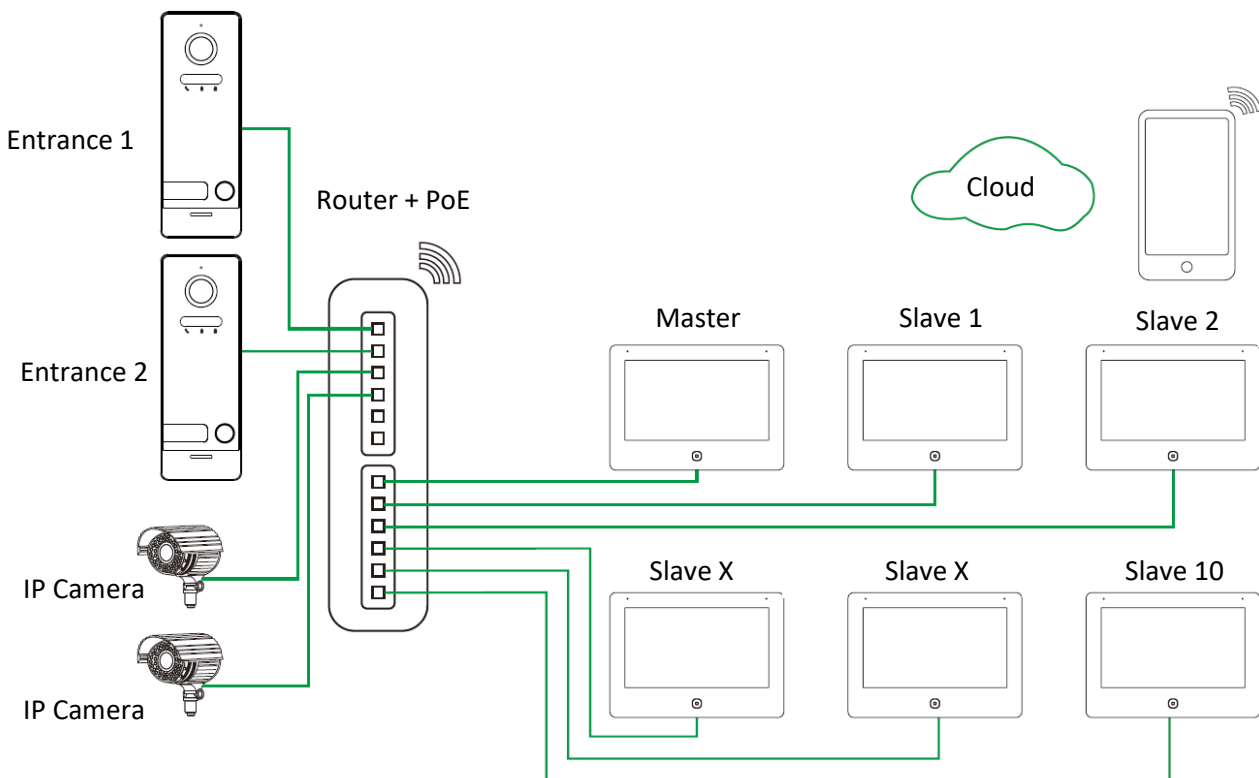 Entrance 1
Router + PoE
Cloud
Entrance 2
Master
Slave 1
Slave 2
IP Camera
Slave X
Slave X
Slave 10
IP Camera